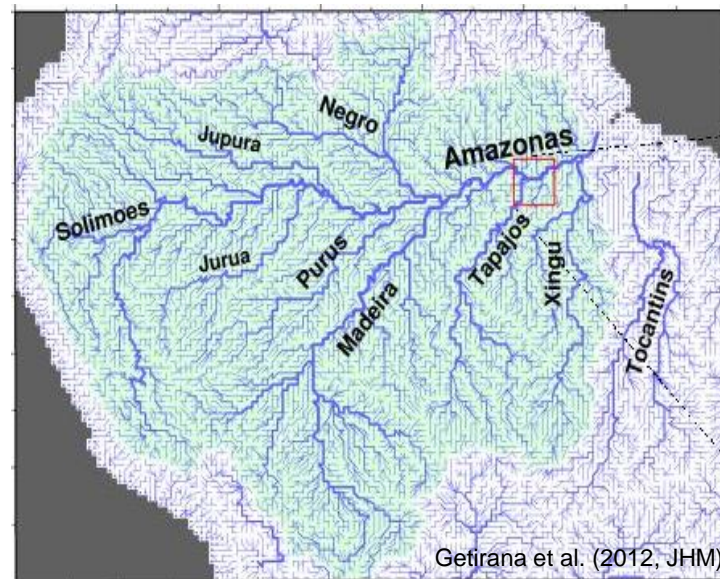 Negro
Jupura
Amazonas
Solimoes
Jurua
Purus
Madeira
Tapajos
Xingu
Tocantins
Getirana et al. (2012, JHM)